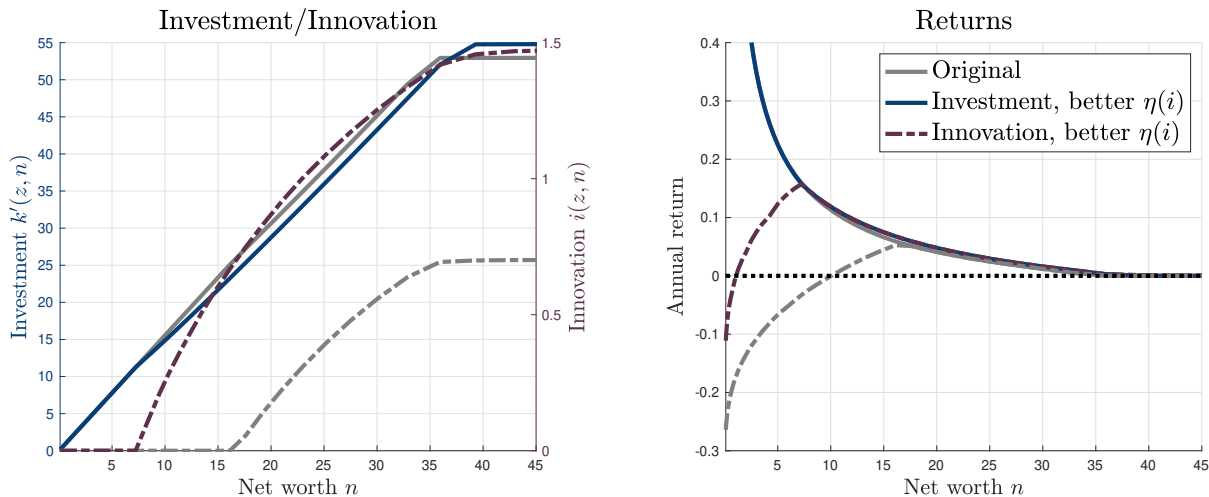 Investment/Innovation
55
50
45
40
35
30
25
20
15
10
5
0
1.5
1
0.5
0
Investment k′(z, n)
Innovation i(z, n)
5 10 15 20 25 30 35 40 45
Net worth n
Returns
Original
Investment, better η(i)
Innovation, better η(i)
0.4
0.3
0.2
0.1
0
-0.1
-0.2
-0.3
Annual return
5 10 15 20 25 30 35 40 45
Net worth n